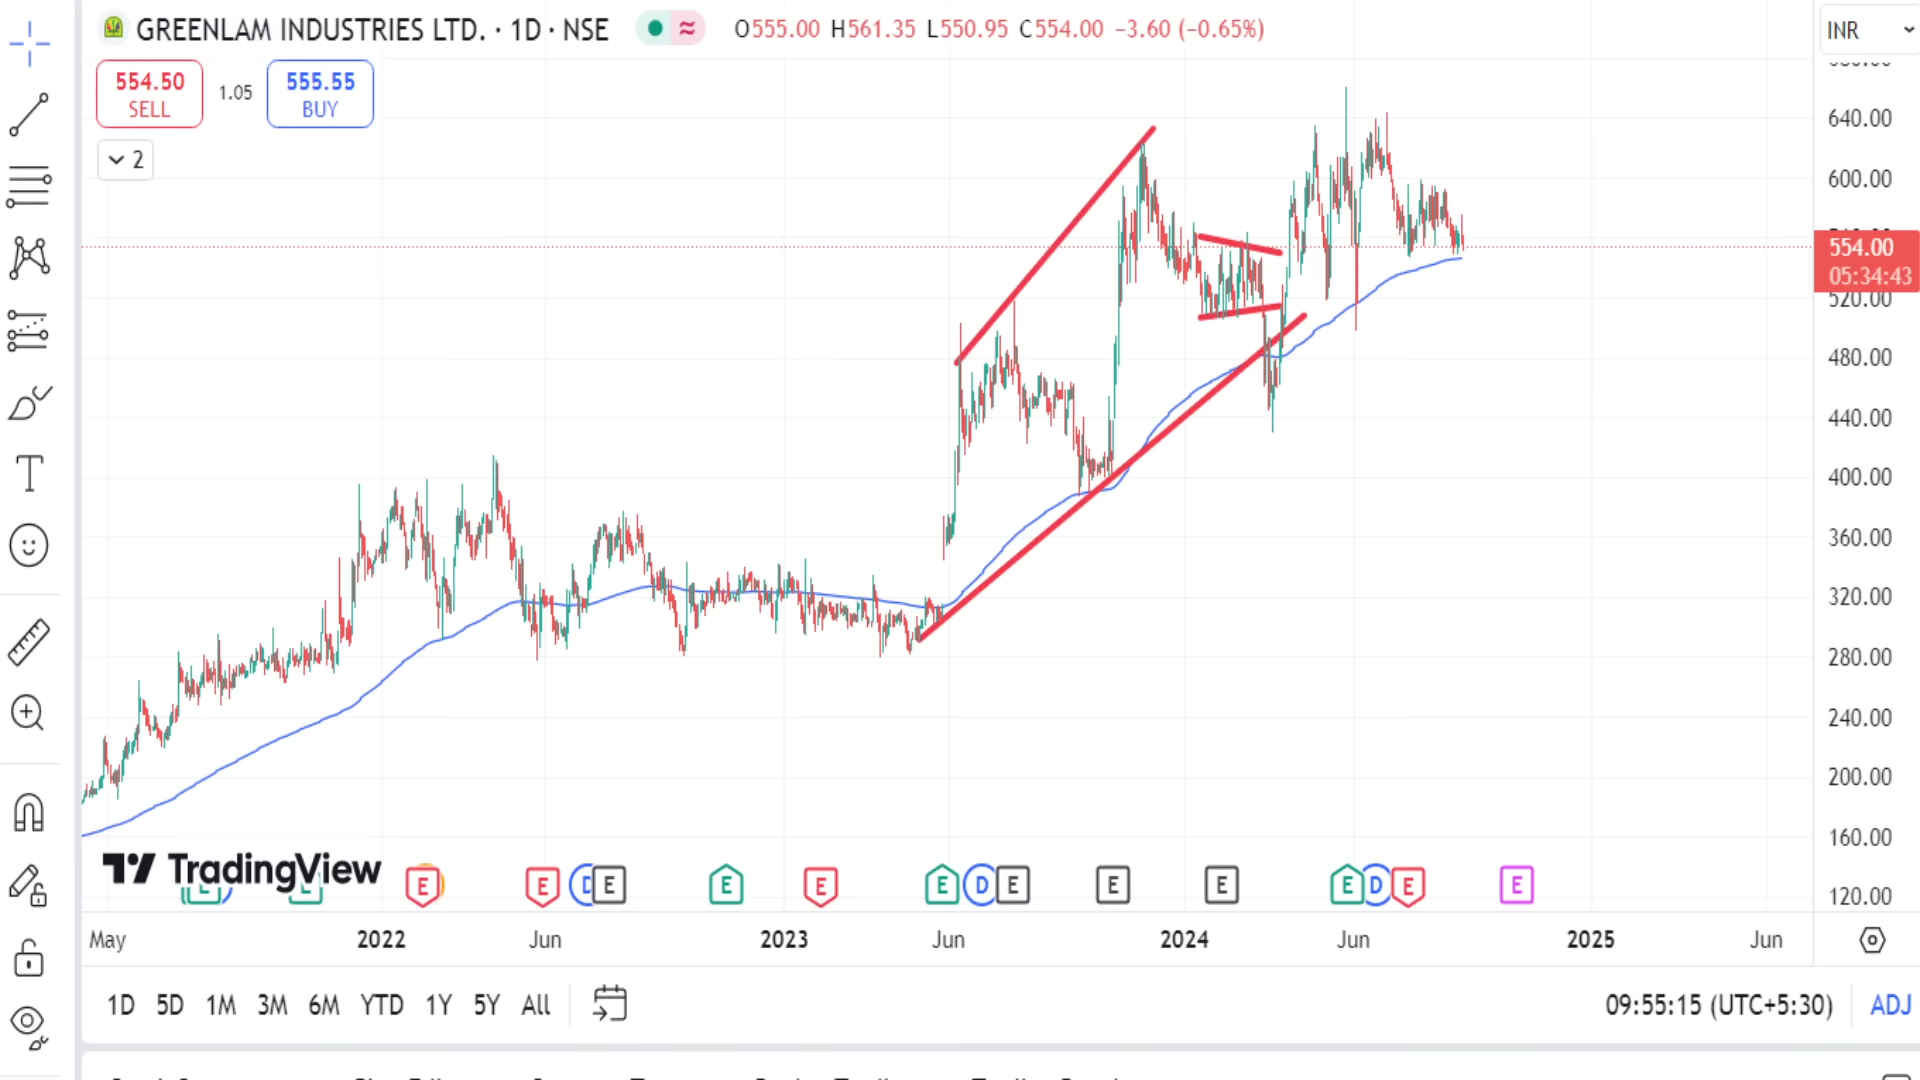 GREENLAM INDUSTRIES LTD. · 1D · NSE
O555.00 H561.35 L550.95 C554.00 −3.60 (−0.65%)
INR
554.50
SELL
1.05
555.55
BUY
2
640.00
600.00
554.00
05:34:43
520.00
480.00
440.00
400.00
360.00
320.00
280.00
240.00
200.00
160.00
120.00
TradingView
E
E
D
E
E
E
E
D
E
E
E
E
D
E
E
May
2022
Jun
2023
Jun
2024
Jun
2025
Jun
1D 5D 1M 3M 6M YTD 1Y 5Y All
09:55:15 (UTC+5:30)
ADJ